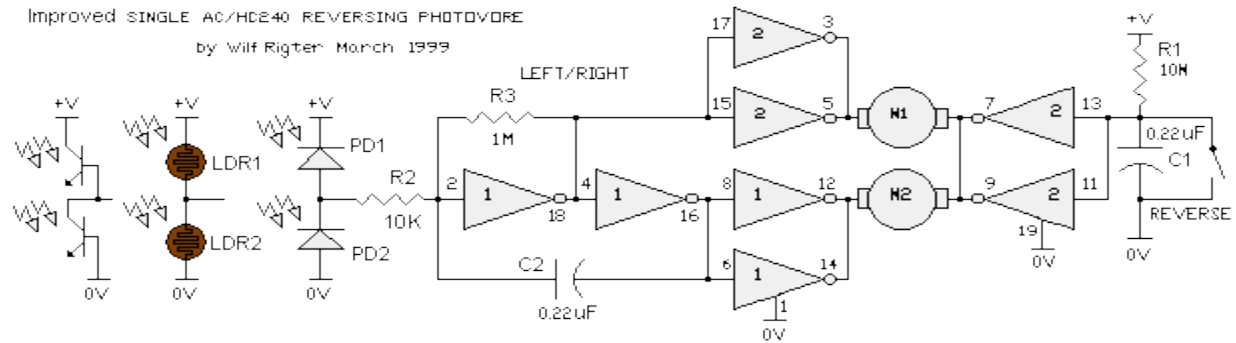 Improved SINGLE AC/HC240 REVERSING PHOTOVORE
by Wilf Rigter March 1999
LEFT/RIGHT
+V
+V
+V
+V
R1
10M
R3
1M
17
2
3
15
2
5
M1
7
2
13
0.22uF
C1
LDR1
PD1
R2
10K
2
1
18
4
1
16
8
1
12
M2
9
2
11
19
0V
REVERSE
LDR2
PD2
C2
0.22uF
6
1
14
1
0V
0V
0V
0V
0V